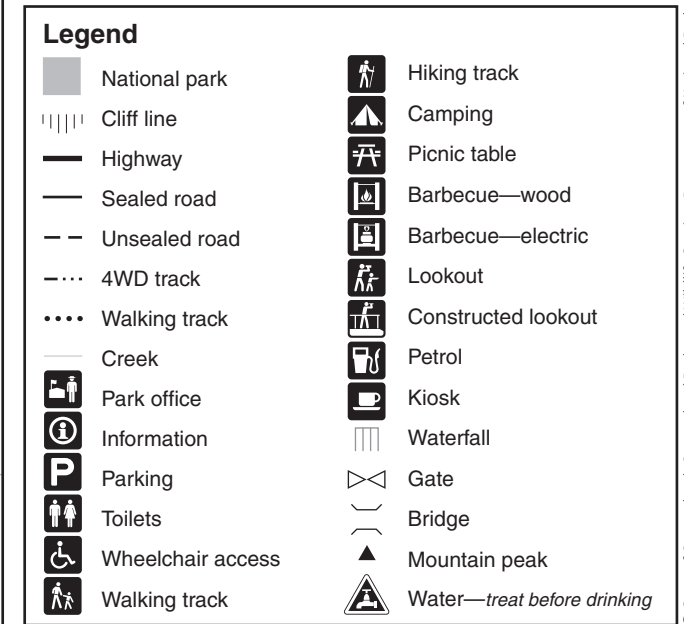 Legend
National park
Cliff line
Highway
Sealed road
Unsealed road
4WD track
Walking track
Creek
Park office
Information
P
Parking
Toilets
Wheelchair access
Walking track
Hiking track
Camping
Picnic table
Barbecue—wood
Barbecue—electric
Lookout
Constructed lookout
Petrol
Kiosk
Waterfall
Gate
Bridge
Mountain peak
Water—treat before drinking